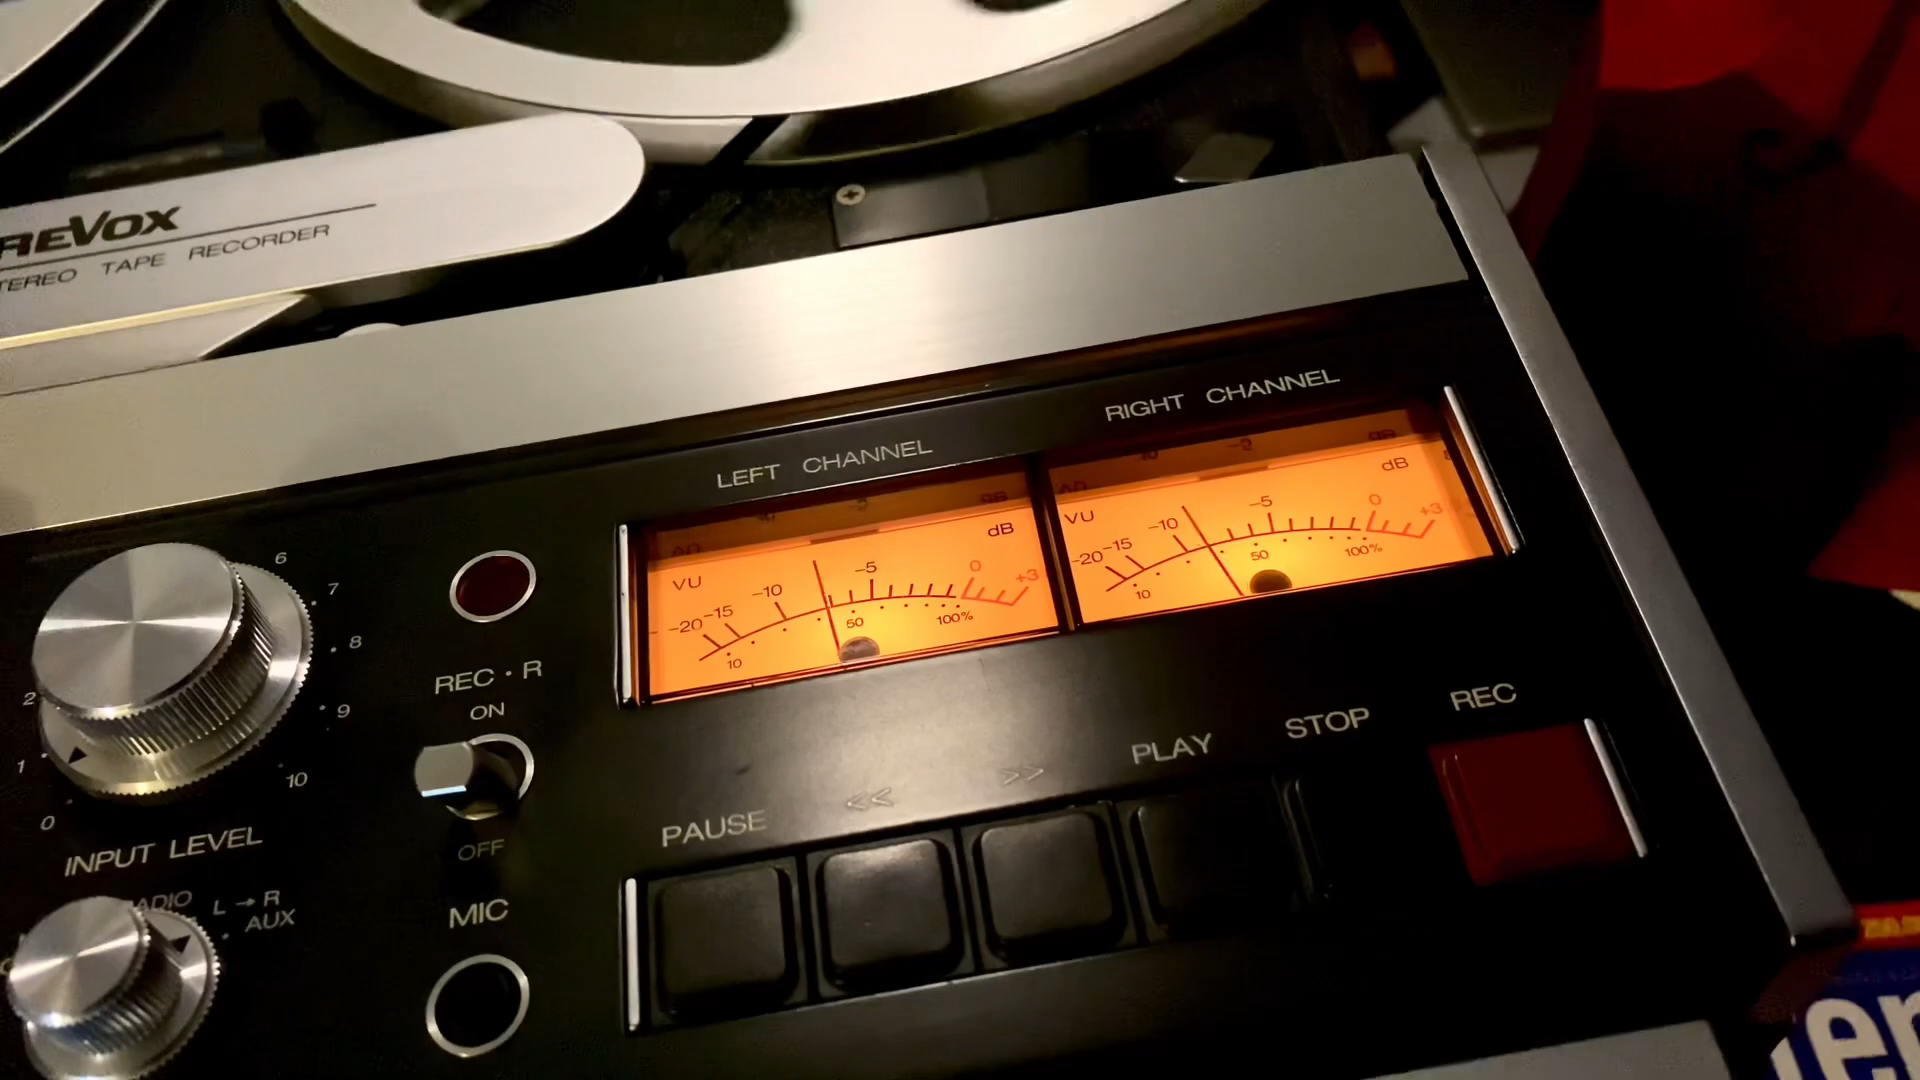 REVOX
TEREO TAPE RECORDER
LEFT CHANNEL
RIGHT CHANNEL
VU
dB
-20 -15 -10 -5 0 +3
10 50 100%
VU
dB
-20 -15 -10 -5 0 +3
10 50 100%
6
7
8
9
10
2
1
0
INPUT LEVEL
REC · R
ON
OFF
MIC
L → R
AUX
PAUSE
<<
>>
PLAY
STOP
REC
er